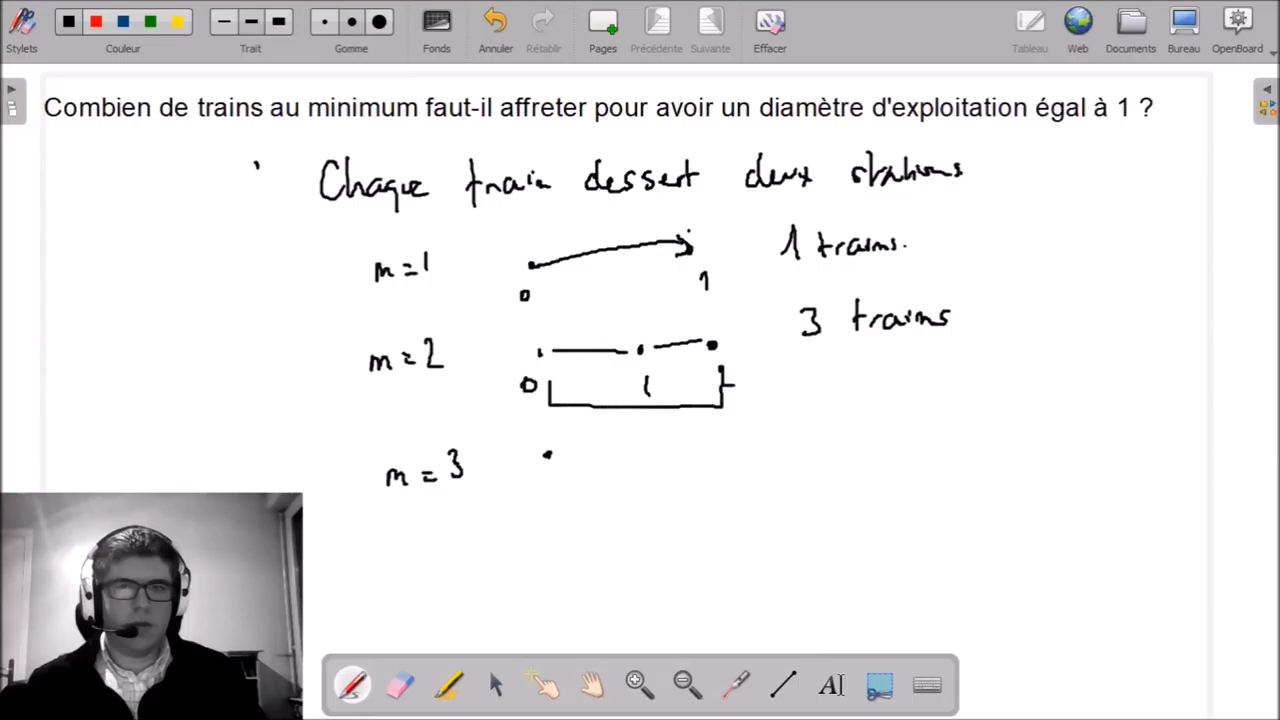 Stylets
Couleur
Trait
Gomme
Fonds
Annuler
Rétablir
Pages
Précédente
Suivante
Effacer
Tableau
Web
Documents
Bureau
OpenBoard
Combien de trains au minimum faut-il affreter pour avoir un diamètre d'exploitation égal à 1 ?
Chaque train dessert deux stations
m=1
0
1
1 trains.
m=2
0
1
3 trains
m=3
AI